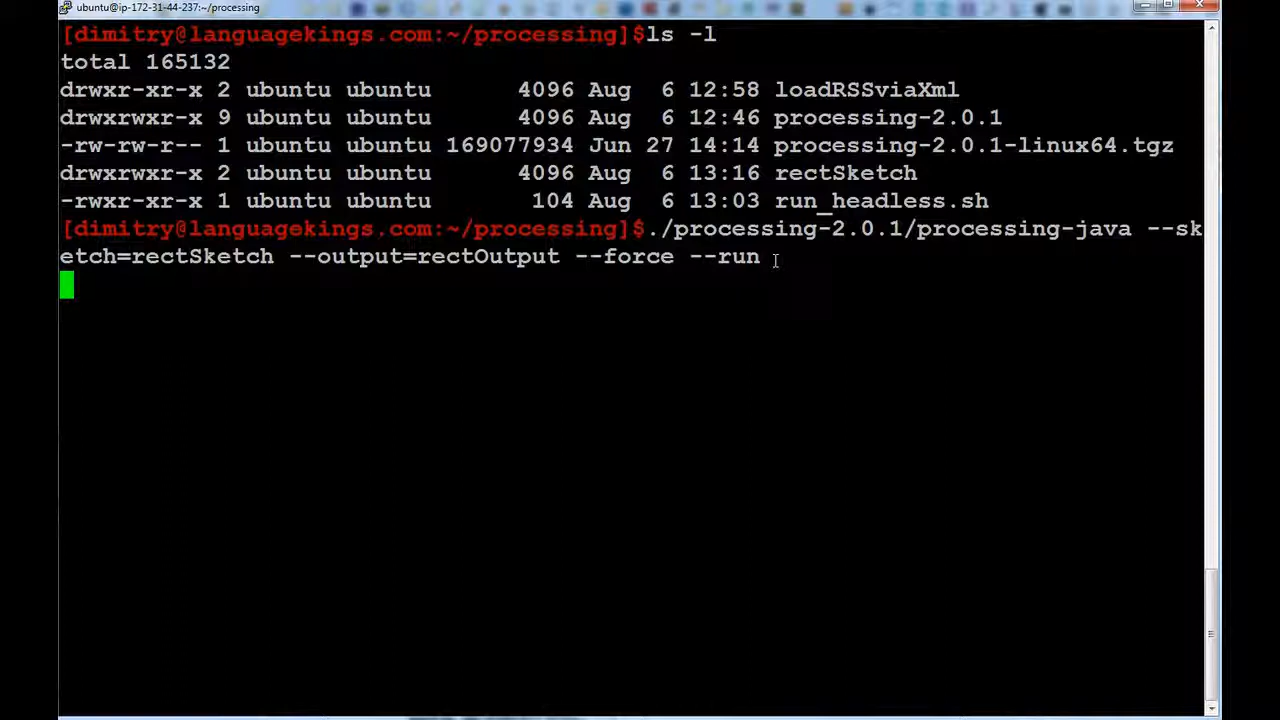 ubuntu@ip-172-31-44-237:~/processing
[dimitry@languagekings.com:~/processing]$ls -l
total 165132
drwxr-xr-x 2 ubuntu ubuntu      4096 Aug  6 12:58 loadRSSviaXml
drwxrwxr-x 9 ubuntu ubuntu      4096 Aug  6 12:46 processing-2.0.1
-rw-rw-r-- 1 ubuntu ubuntu 169077934 Jun 27 14:14 processing-2.0.1-linux64.tgz
drwxrwxr-x 2 ubuntu ubuntu      4096 Aug  6 13:16 rectSketch
-rwxr-xr-x 1 ubuntu ubuntu       104 Aug  6 13:03 run_headless.sh
[dimitry@languagekings.com:~/processing]$./processing-2.0.1/processing-java --sk
etch=rectSketch --output=rectOutput --force --run